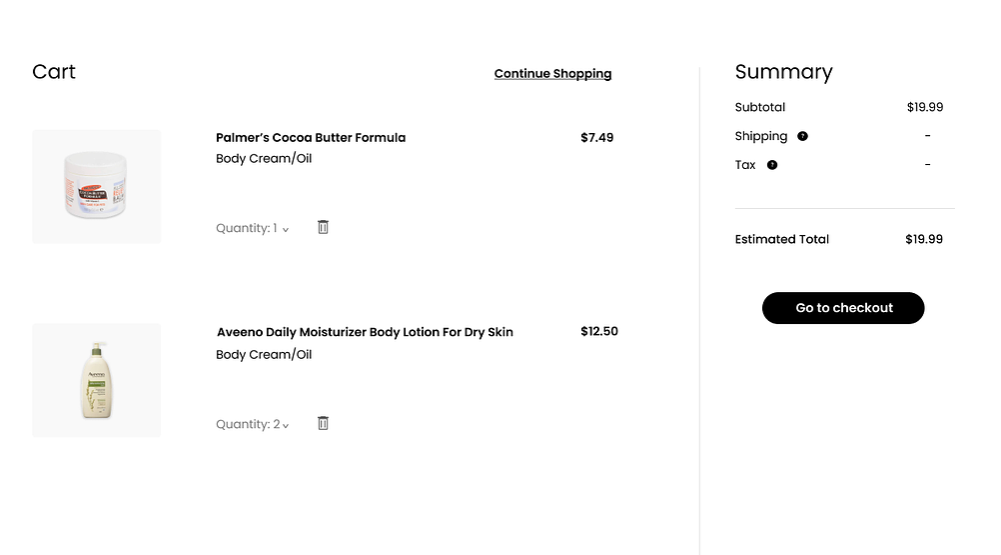 Cart
Continue Shopping
Palmer’s Cocoa Butter Formula
$7.49
Body Cream/Oil
Quantity: 1
Aveeno Daily Moisturizer Body Lotion For Dry Skin
$12.50
Body Cream/Oil
Aveeno
Quantity: 2
Summary
Subtotal
$19.99
Shipping ?
-
Tax ?
-
Estimated Total
$19.99
Go to checkout